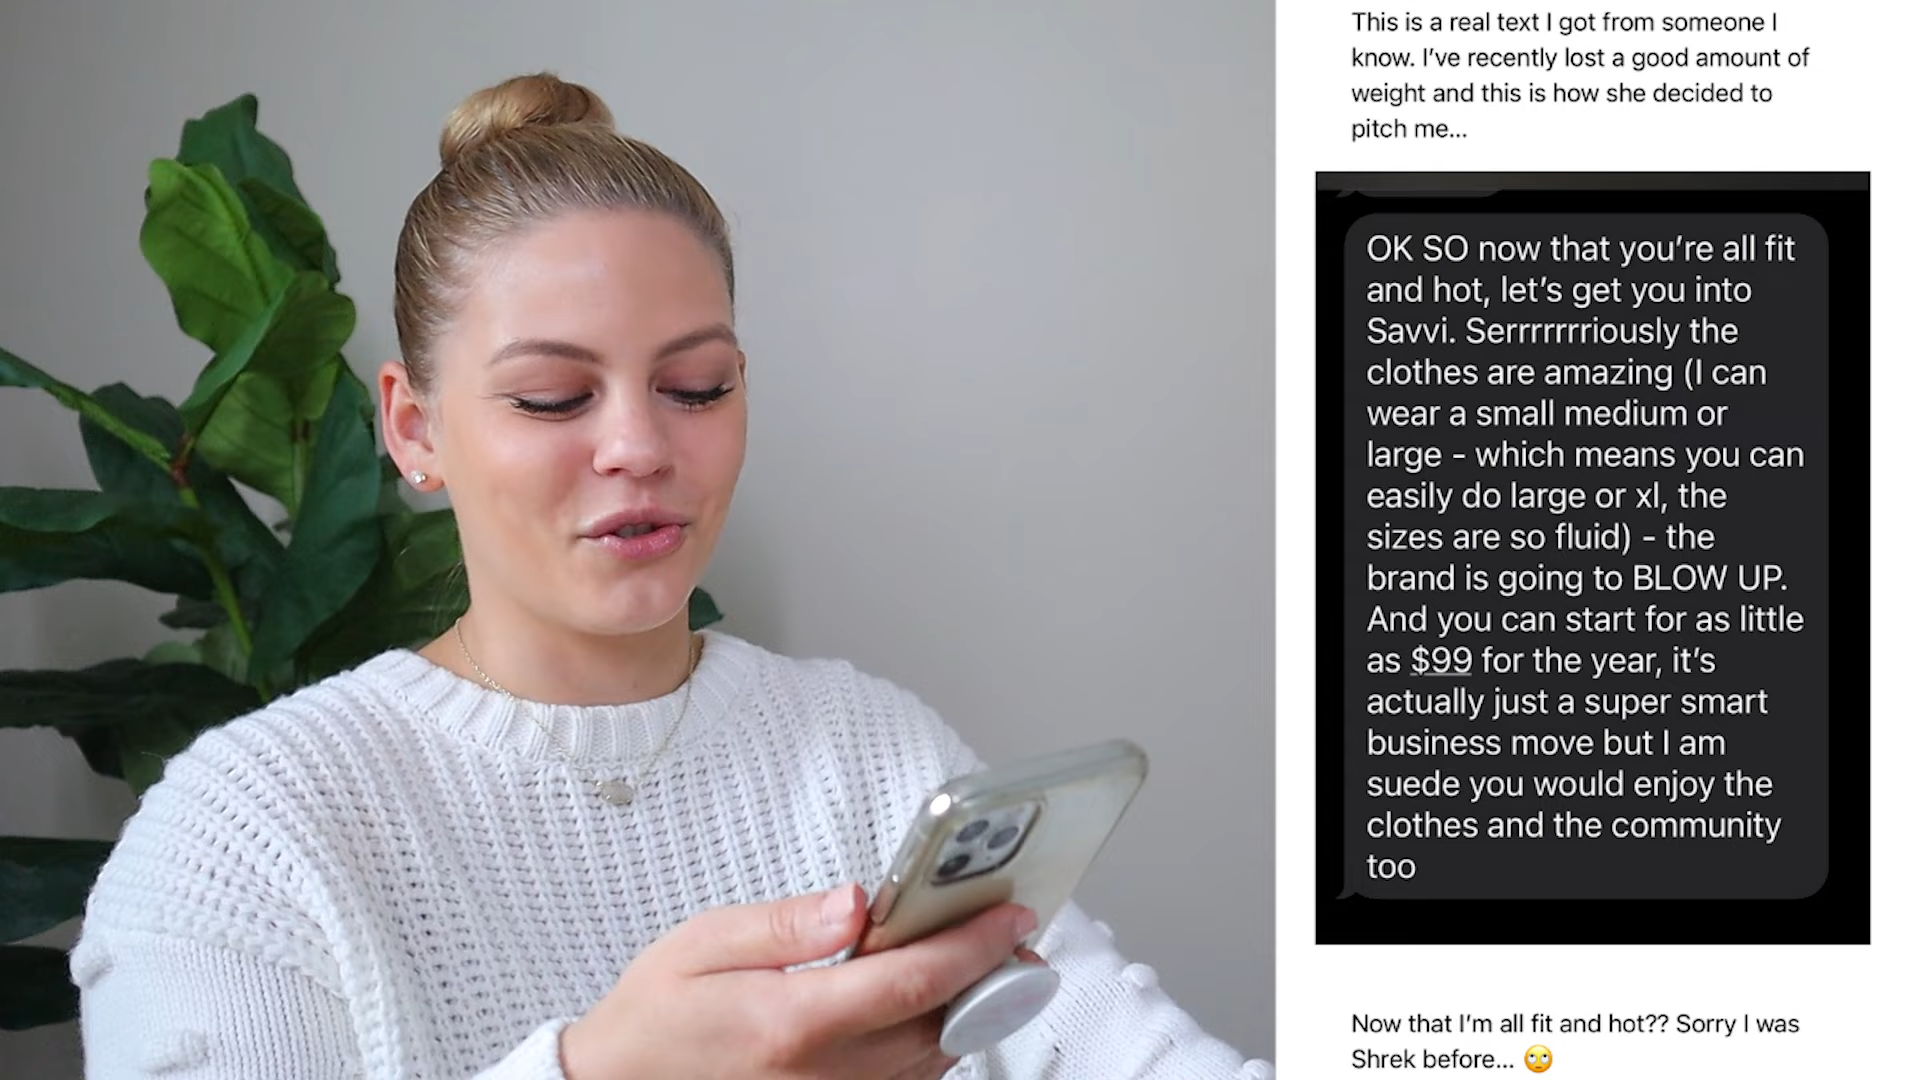 This is a real text I got from someone I
know. I’ve recently lost a good amount of
weight and this is how she decided to
pitch me...
OK SO now that you’re all fit
and hot, let’s get you into
Savvi. Serrrrrrriously the
clothes are amazing (I can
wear a small medium or
large - which means you can
easily do large or xl, the
sizes are so fluid) - the
brand is going to BLOW UP.
And you can start for as little
as $99 for the year, it’s
actually just a super smart
business move but I am
suede you would enjoy the
clothes and the community
too
Now that I’m all fit and hot?? Sorry I was
Shrek before... 🙄